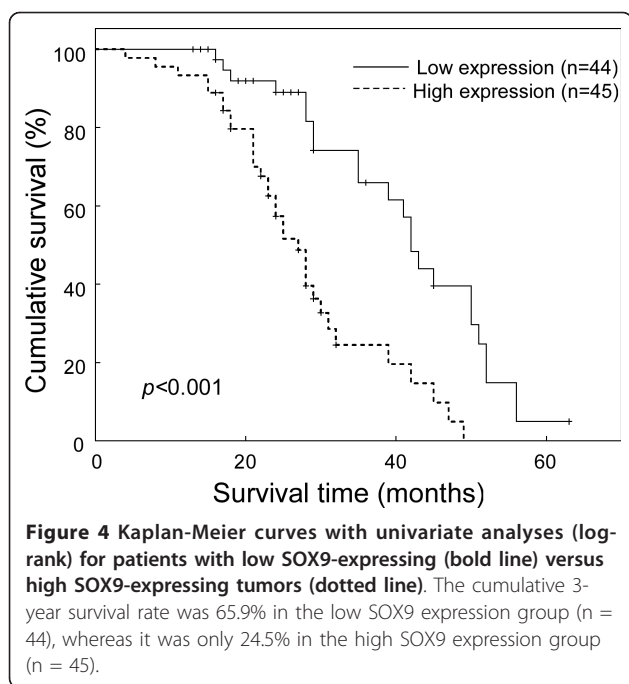 100
80
60
40
20
0
Cumulative survival (%)
Low expression (n=44)
High expression (n=45)
p<0.001
0 20 40 60
Survival time (months)
Figure 4 Kaplan-Meier curves with univariate analyses (log-
rank) for patients with low SOX9-expressing (bold line) versus
high SOX9-expressing tumors (dotted line). The cumulative 3-
year survival rate was 65.9% in the low SOX9 expression group (n =
44), whereas it was only 24.5% in the high SOX9 expression group
(n = 45).